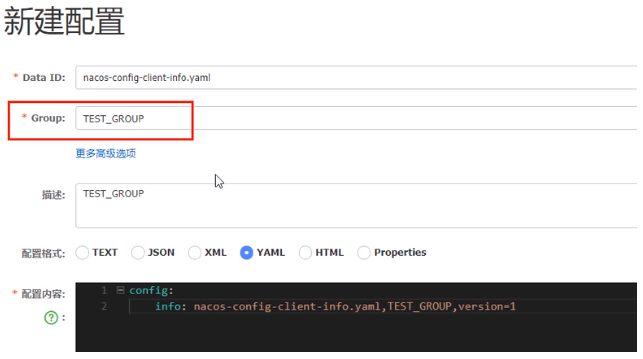 新建配置
* Data ID: nacos-config-client-info.yaml
* Group: TEST_GROUP
更多高级选项
描述: TEST_GROUP
配置格式: TEXT JSON XML YAML HTML Properties
* 配置内容: 1 config:
? : 2 info: nacos-config-client-info.yaml,TEST_GROUP,version=1